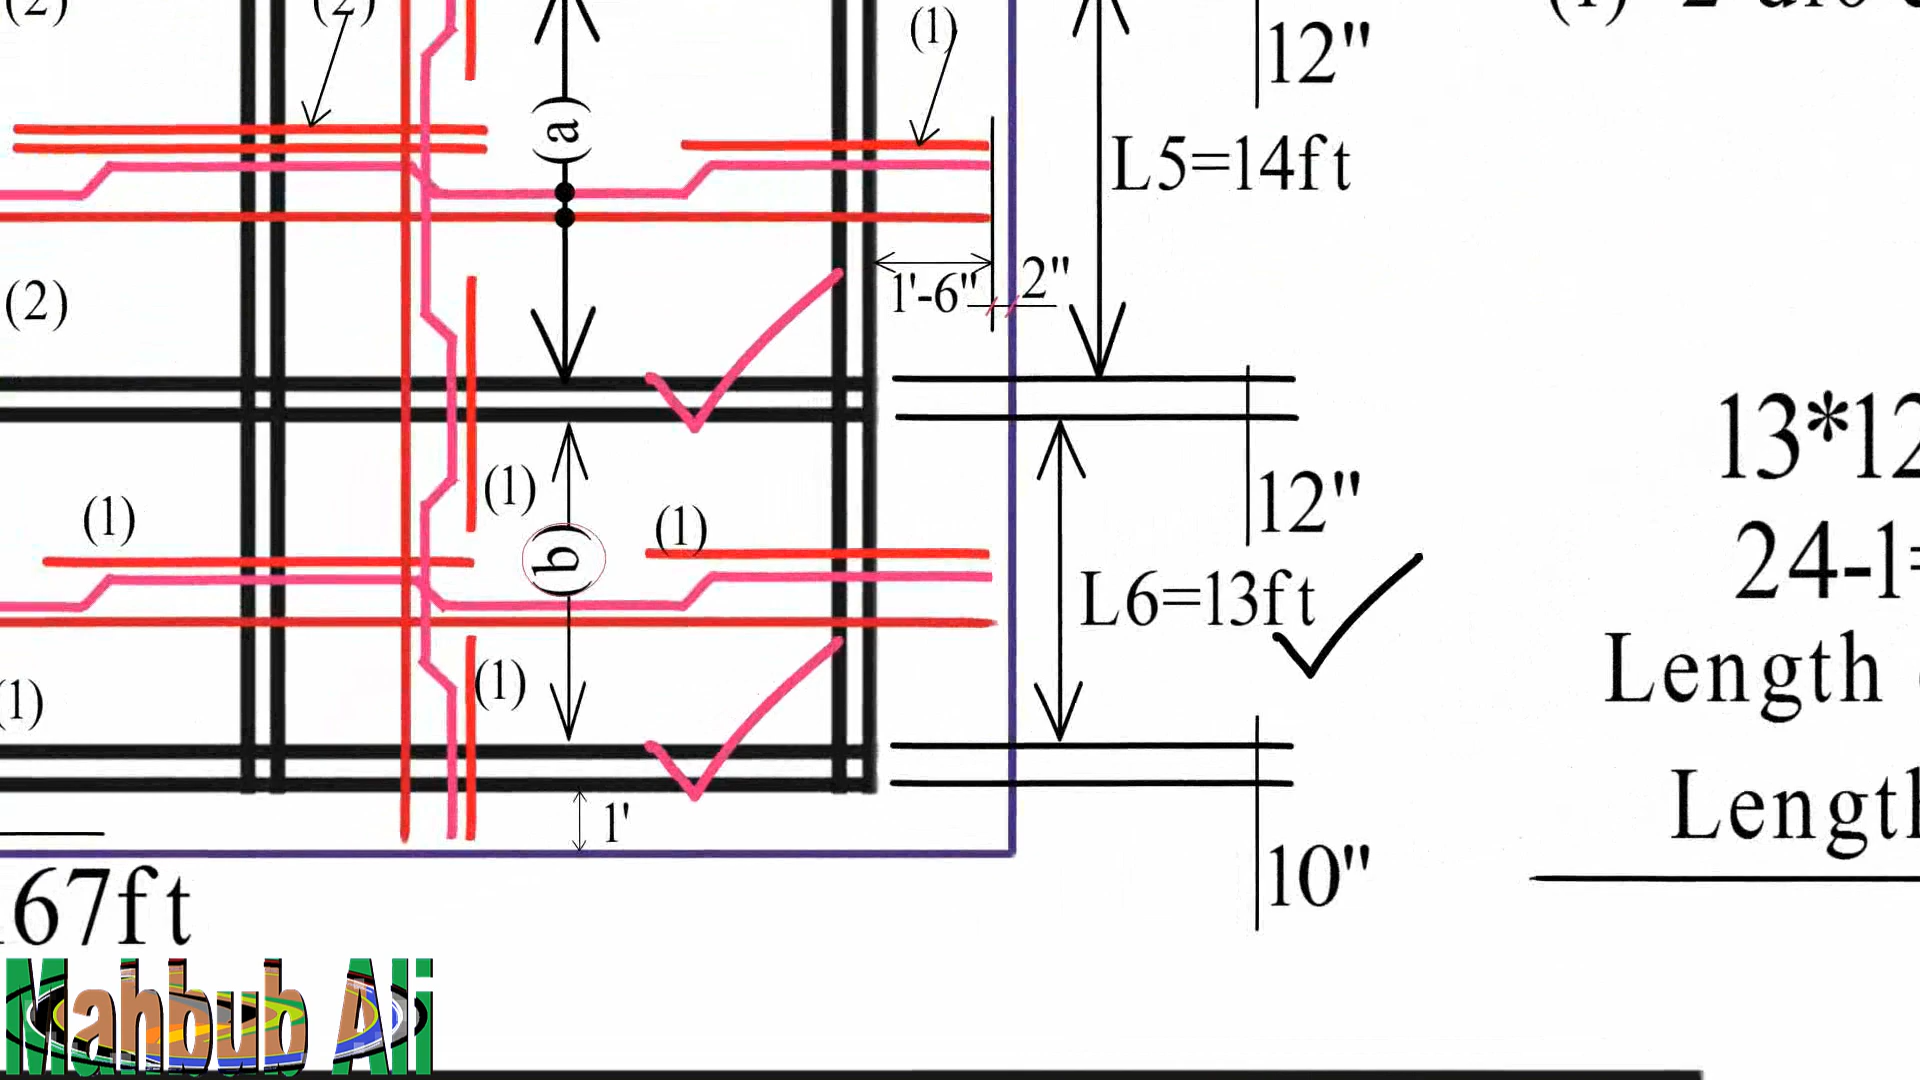 (2)
(2)
(1)
12"
(a)
L5=14ft
(2)
1'-6"
2"
13*12
(1)
(1)
(1)
12"
(b)
24-1=
L6=13ft
Length
(1)
(1)
1'
Length
67ft
10"
Mahbub Ali